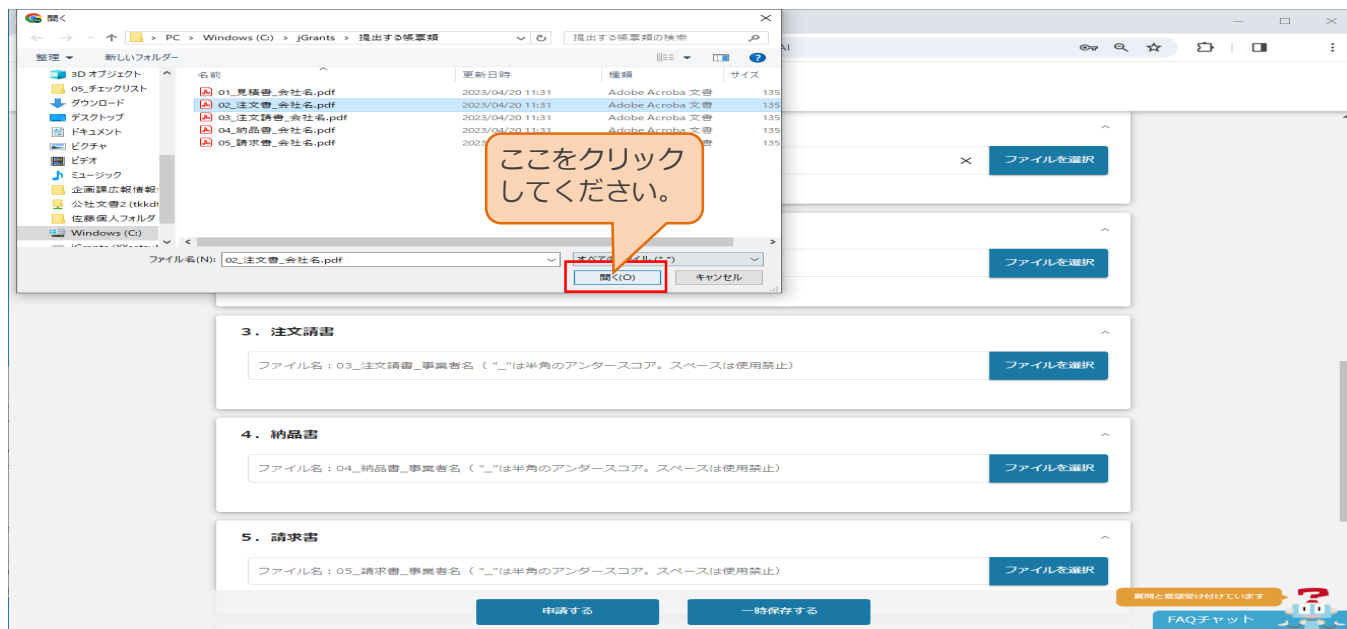 開く
PC > Windows (C:) > jGrants > 提出する帳票類
提出する帳票類の検索
整理
新しいフォルダー
3D オブジェクト
05_チェックリスト
ダウンロード
デスクトップ
ドキュメント
ピクチャ
ビデオ
ミュージック
企画課広報情報
公社文書2 (tkkdf
佐藤個人フォルダ
Windows (C:)
名前 更新日時 種類 サイズ
01_見積書_会社名.pdf 2023/04/20 11:31 Adobe Acroba 文書 135
02_注文書_会社名.pdf 2023/04/20 11:31 Adobe Acroba 文書 135
03_注文請書_会社名.pdf 2023/04/20 11:31 Adobe Acroba 文書 135
04_納品書_会社名.pdf 2023/04/20 11:31 Adobe Acroba 文書 135
05_請求書_会社名.pdf 2023 書 135
ここをクリック
してください。
ファイル名(N): 02_注文書_会社名.pdf
開く(O) キャンセル
AI
ファイルを選択
ファイルを選択
3. 注文請書
ファイル名:03_注文請書_事業者名( "_"は半角のアンダースコア。スペースは使用禁止)
ファイルを選択
4. 納品書
ファイル名:04_納品書_事業者名( "_"は半角のアンダースコア。スペースは使用禁止)
ファイルを選択
5. 請求書
ファイル名:05_請求書_事業者名( "_"は半角のアンダースコア。スペースは使用禁止)
ファイルを選択
申請する
一時保存する
質問と要望受け付けています
FAQチャット